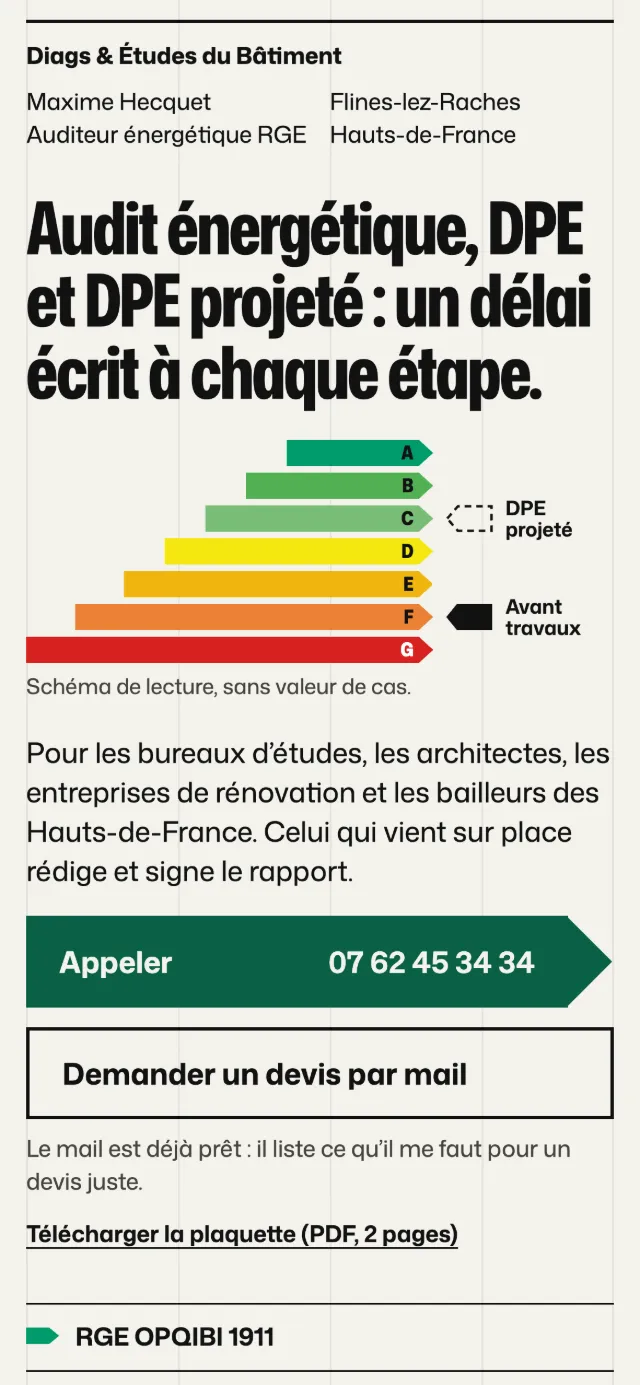 Diags & Études du Bâtiment
Maxime Hecquet
Auditeur énergétique RGE
Flines-lez-Raches
Hauts-de-France
Audit énergétique, DPE
et DPE projeté : un délai
écrit à chaque étape.
A
B
C
DPE
projeté
D
E
F
Avant
travaux
G
Schéma de lecture, sans valeur de cas.
Pour les bureaux d’études, les architectes, les
entreprises de rénovation et les bailleurs des
Hauts-de-France. Celui qui vient sur place
rédige et signe le rapport.
Appeler 07 62 45 34 34
Demander un devis par mail
Le mail est déjà prêt : il liste ce qu’il me faut pour un
devis juste.
Télécharger la plaquette (PDF, 2 pages)
RGE OPQIBI 1911